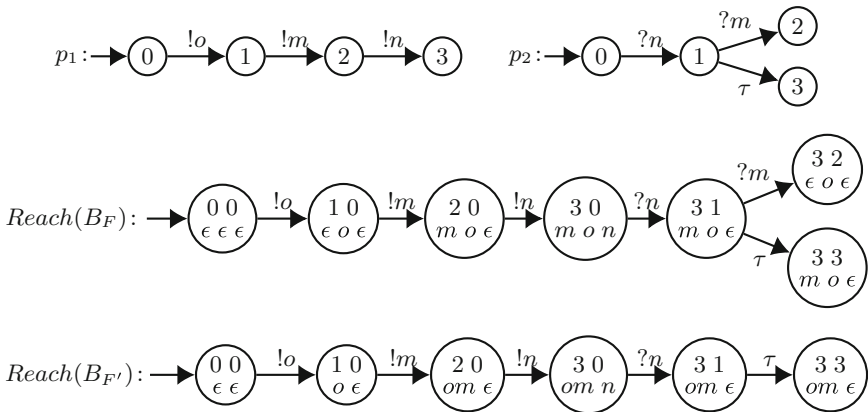 p₁: 0 !o 1 !m 2 !n 3
p₂: 0 ?n 1 ?m 2 τ 3
Reach(B_F): !o !m !n ?n ?m τ
0 0
ϵ ϵ ϵ
1 0
ϵ o ϵ
2 0
m o ϵ
3 0
m o n
3 1
m o ϵ
3 2
ϵ o ϵ
3 3
m o ϵ
Reach(B_F′): !o !m !n ?n τ
0 0
ϵ ϵ
1 0
o ϵ
2 0
om ϵ
3 0
om n
3 1
om ϵ
3 3
om ϵ